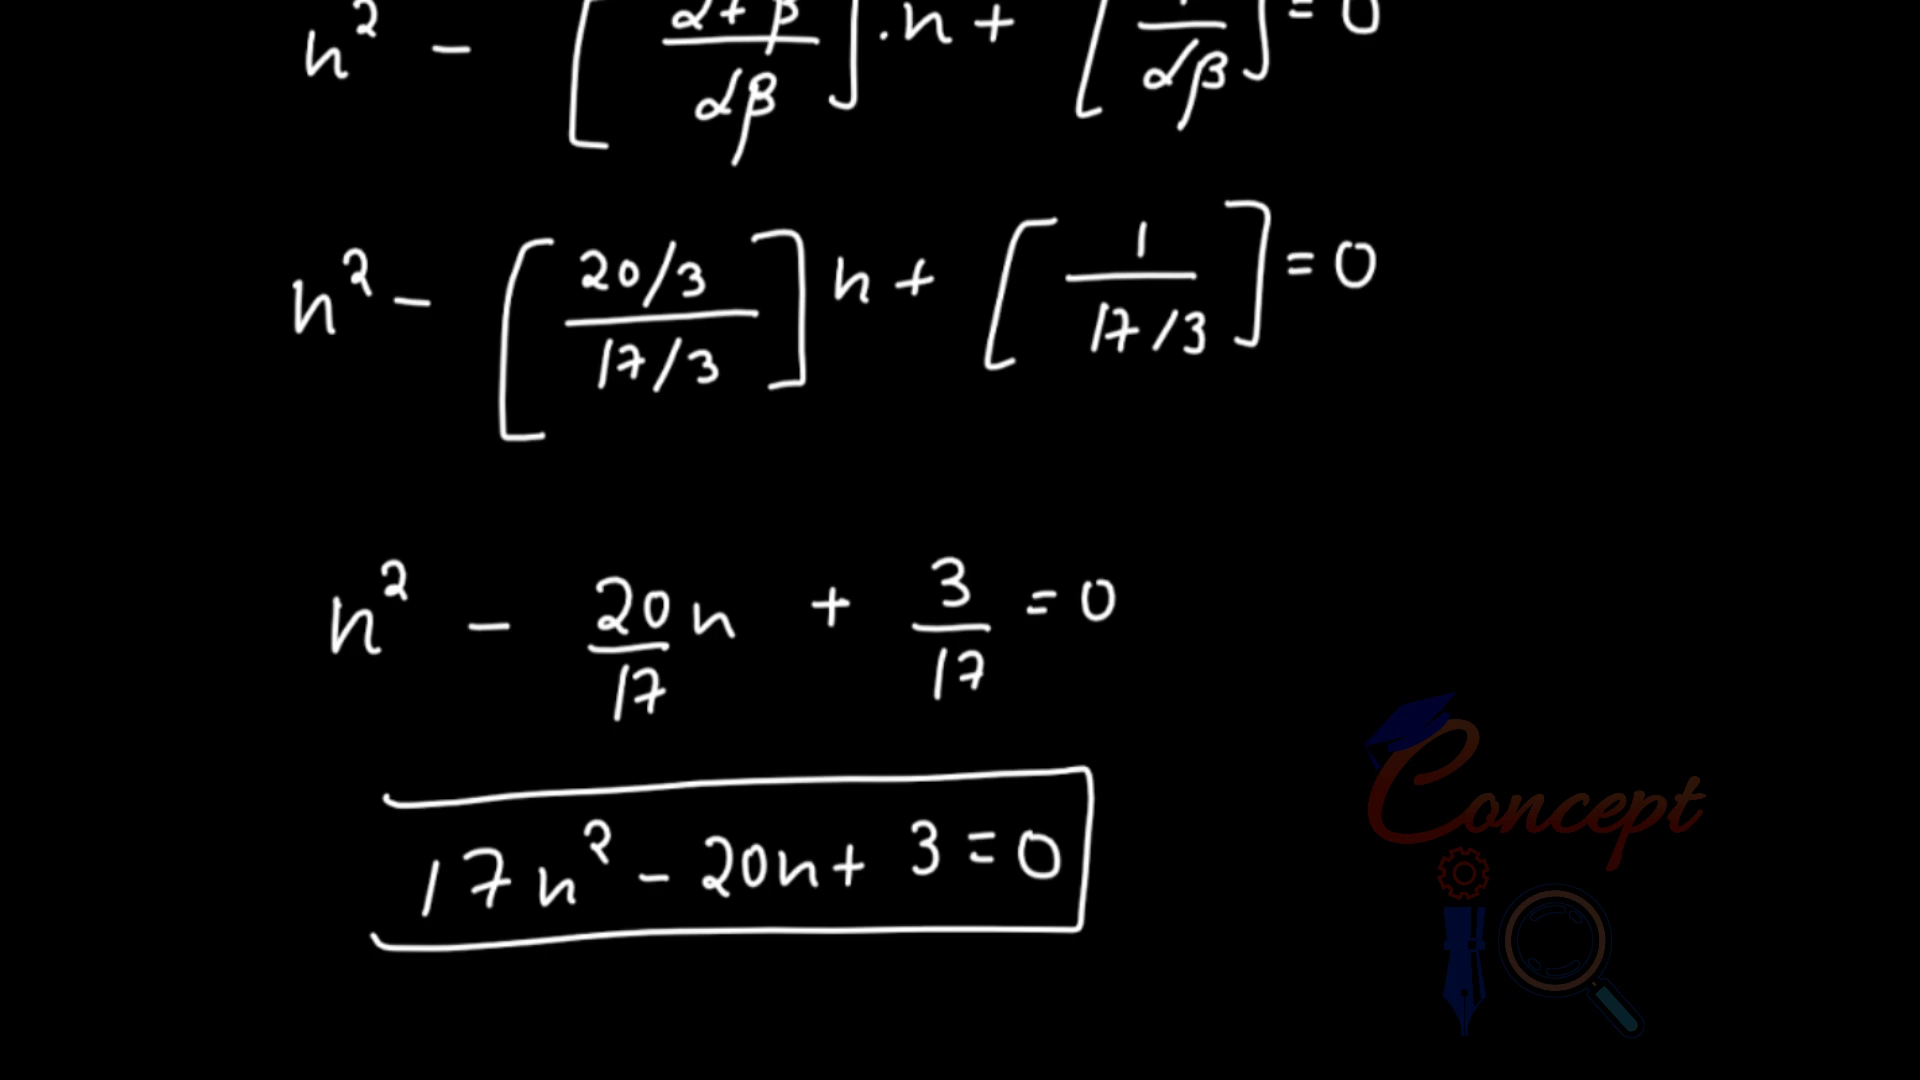 n² - [α+β/αβ].n + [1/αβ] = 0
n² - [20/3/17/3] n + [1/17/3] = 0
n² - 20/17 n + 3/17 = 0
17n² - 20n + 3 = 0
Concept